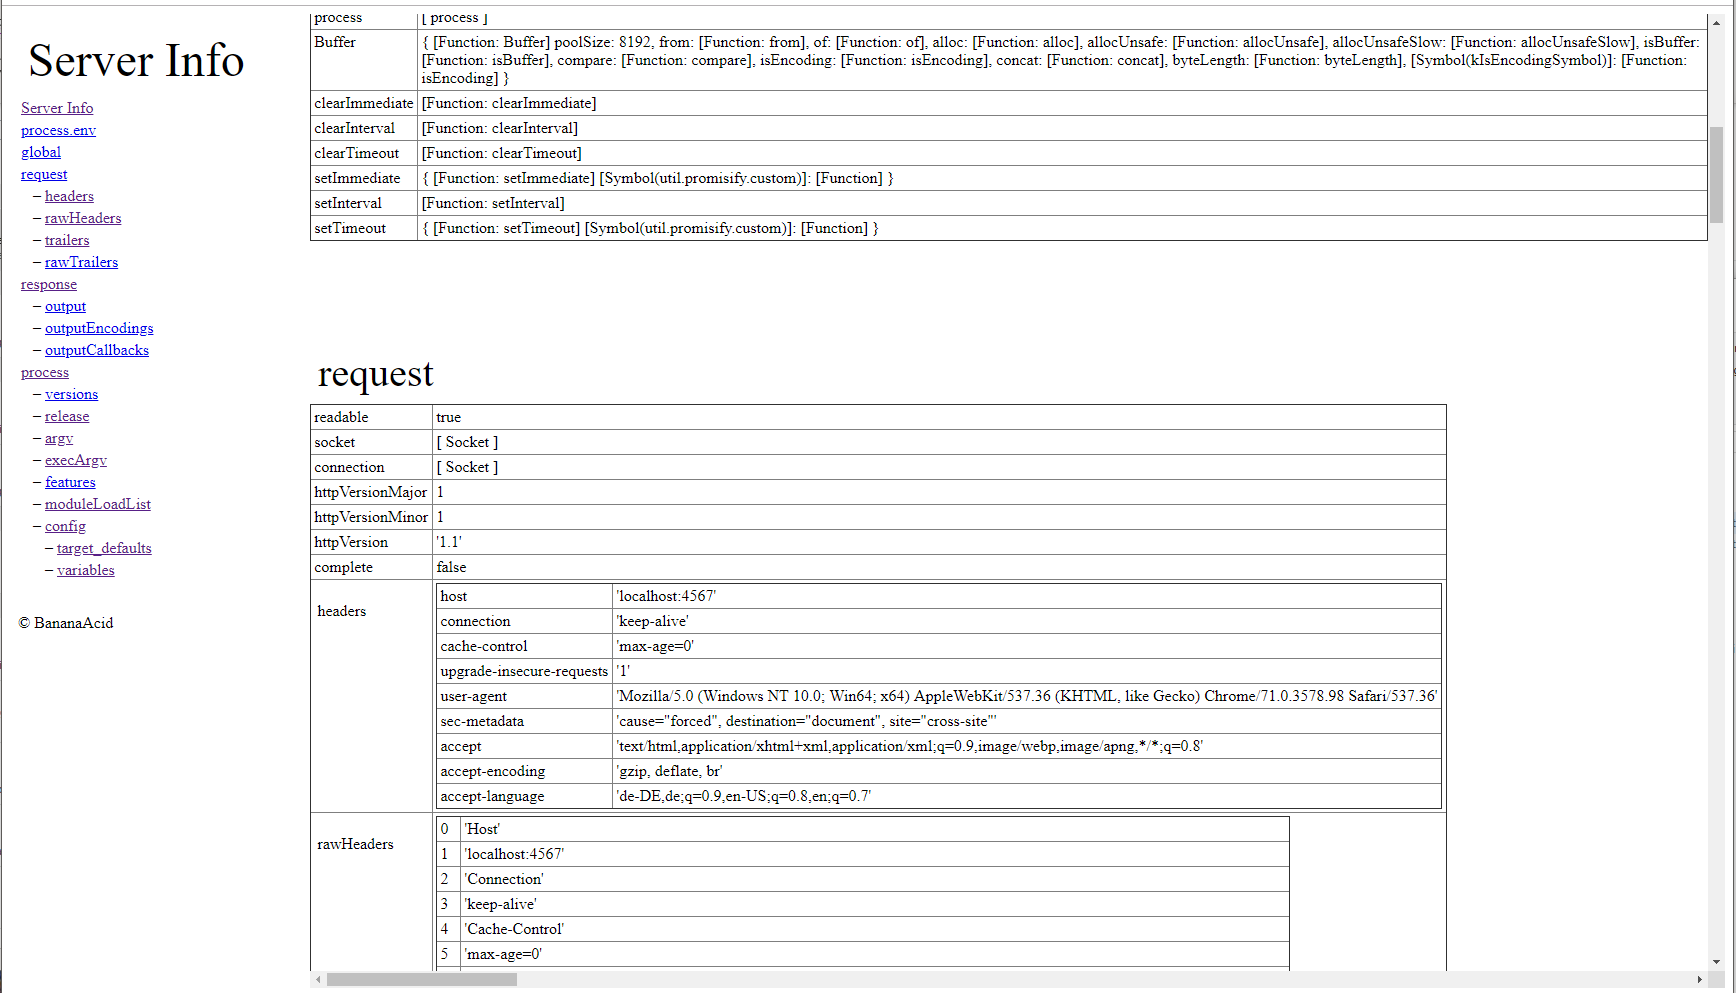 Server Info
Server Info
process.env
global
request
– headers
– rawHeaders
– trailers
– rawTrailers
response
– output
– outputEncodings
– outputCallbacks
process
– versions
– release
– argv
– execArgv
– features
– moduleLoadList
– config
– target_defaults
– variables
© BananaAcid
process [ process ]
Buffer { [Function: Buffer] poolSize: 8192, from: [Function: from], of: [Function: of], alloc: [Function: alloc], allocUnsafe: [Function: allocUnsafe], allocUnsafeSlow: [Function: allocUnsafeSlow], isBuffer:
[Function: isBuffer], compare: [Function: compare], isEncoding: [Function: isEncoding], concat: [Function: concat], byteLength: [Function: byteLength], [Symbol(kIsEncodingSymbol)]: [Function:
isEncoding] }
clearImmediate [Function: clearImmediate]
clearInterval [Function: clearInterval]
clearTimeout [Function: clearTimeout]
setImmediate { [Function: setImmediate] [Symbol(util.promisify.custom)]: [Function] }
setInterval [Function: setInterval]
setTimeout { [Function: setTimeout] [Symbol(util.promisify.custom)]: [Function] }
request
readable true
socket [ Socket ]
connection [ Socket ]
httpVersionMajor 1
httpVersionMinor 1
httpVersion '1.1'
complete false
headers
host 'localhost:4567'
connection 'keep-alive'
cache-control 'max-age=0'
upgrade-insecure-requests '1'
user-agent 'Mozilla/5.0 (Windows NT 10.0; Win64; x64) AppleWebKit/537.36 (KHTML, like Gecko) Chrome/71.0.3578.98 Safari/537.36'
sec-metadata 'cause="forced", destination="document", site="cross-site"'
accept 'text/html,application/xhtml+xml,application/xml;q=0.9,image/webp,image/apng,*/*;q=0.8'
accept-encoding 'gzip, deflate, br'
accept-language 'de-DE,de;q=0.9,en-US;q=0.8,en;q=0.7'
rawHeaders
0 'Host'
1 'localhost:4567'
2 'Connection'
3 'keep-alive'
4 'Cache-Control'
5 'max-age=0'